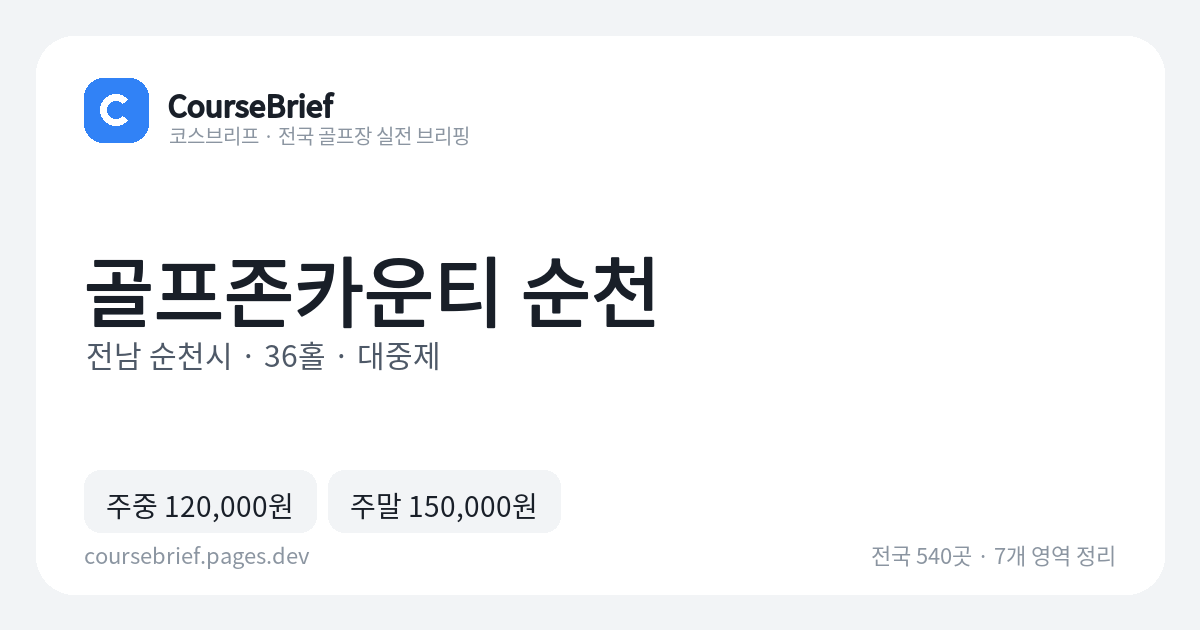 C
CourseBrief
코스브리프 · 전국 골프장 실전 브리핑
골프존카운티 순천
전남 순천시 · 36홀 · 대중제
주중 120,000원 주말 150,000원
coursebrief.pages.dev 전국 540곳 · 7개 영역 정리